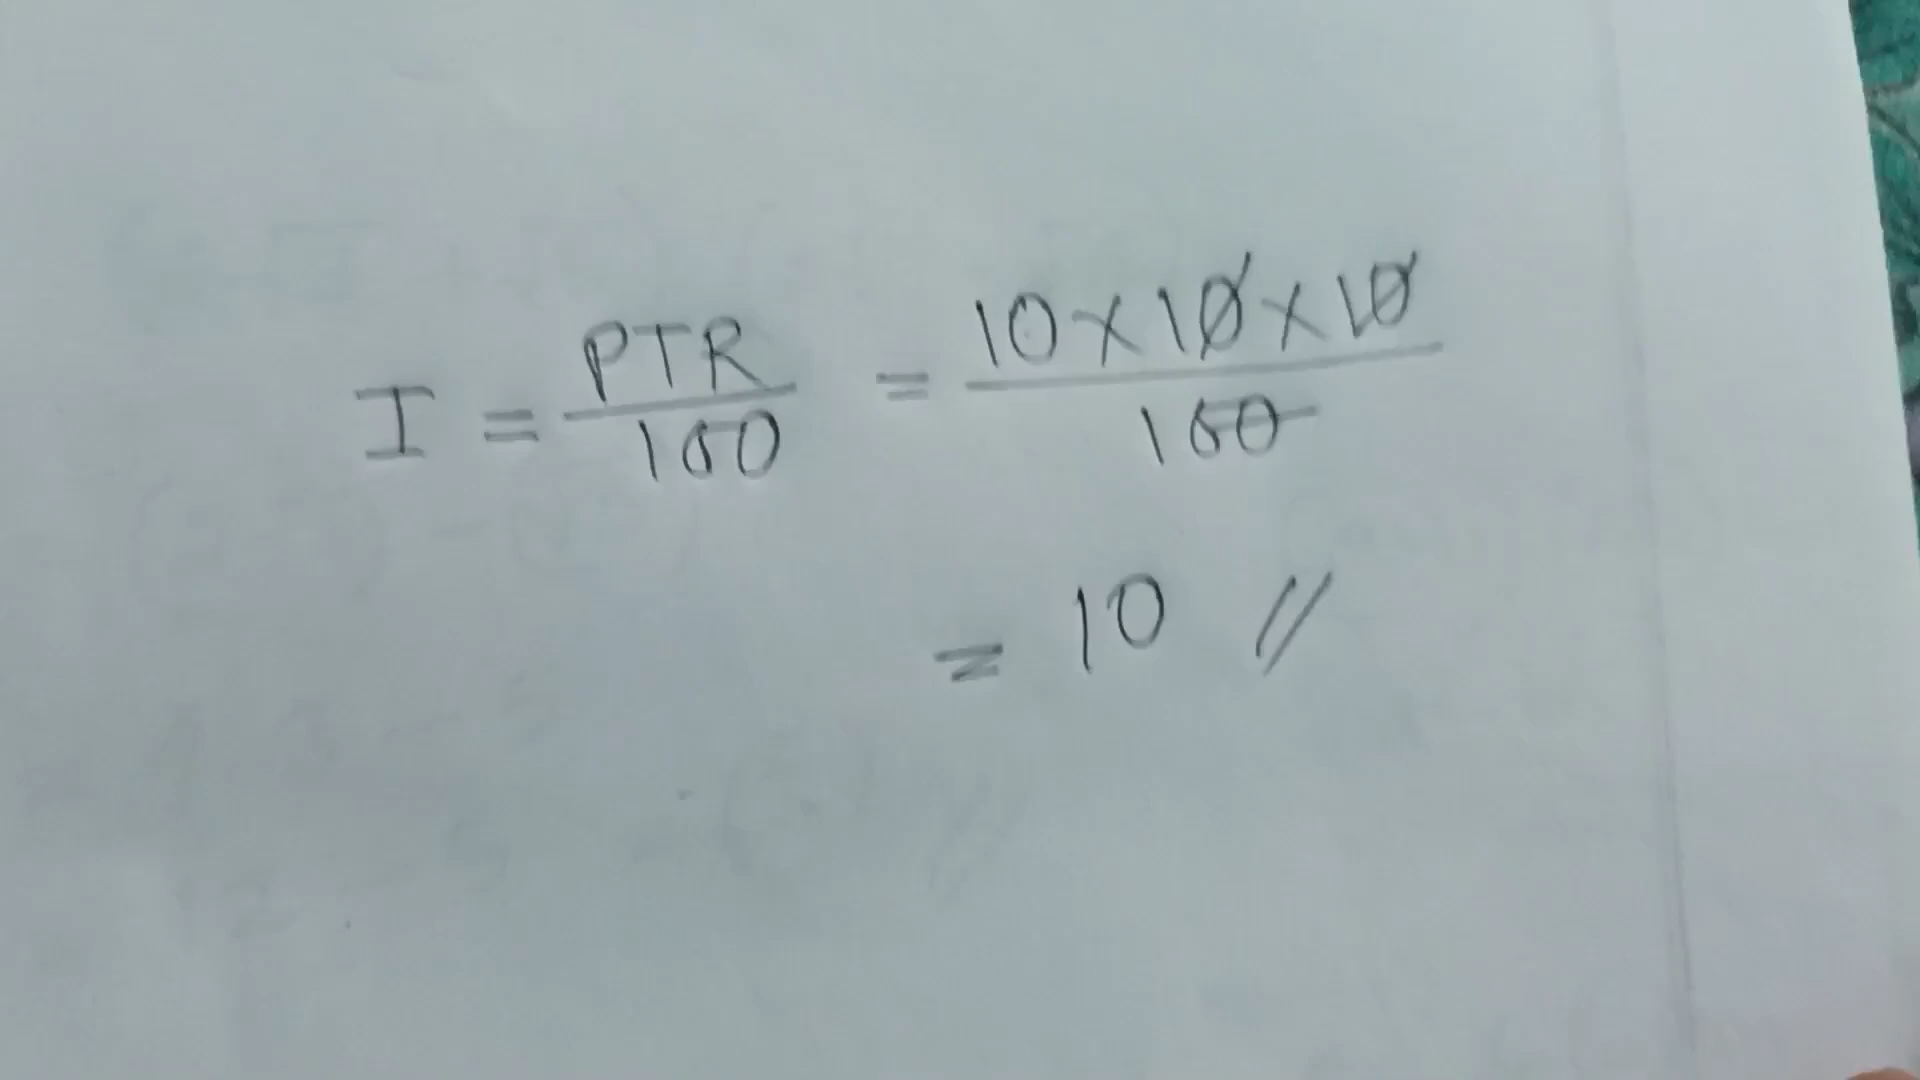 I = PTR/100 = 10 × 10 × 10/100
= 10 //